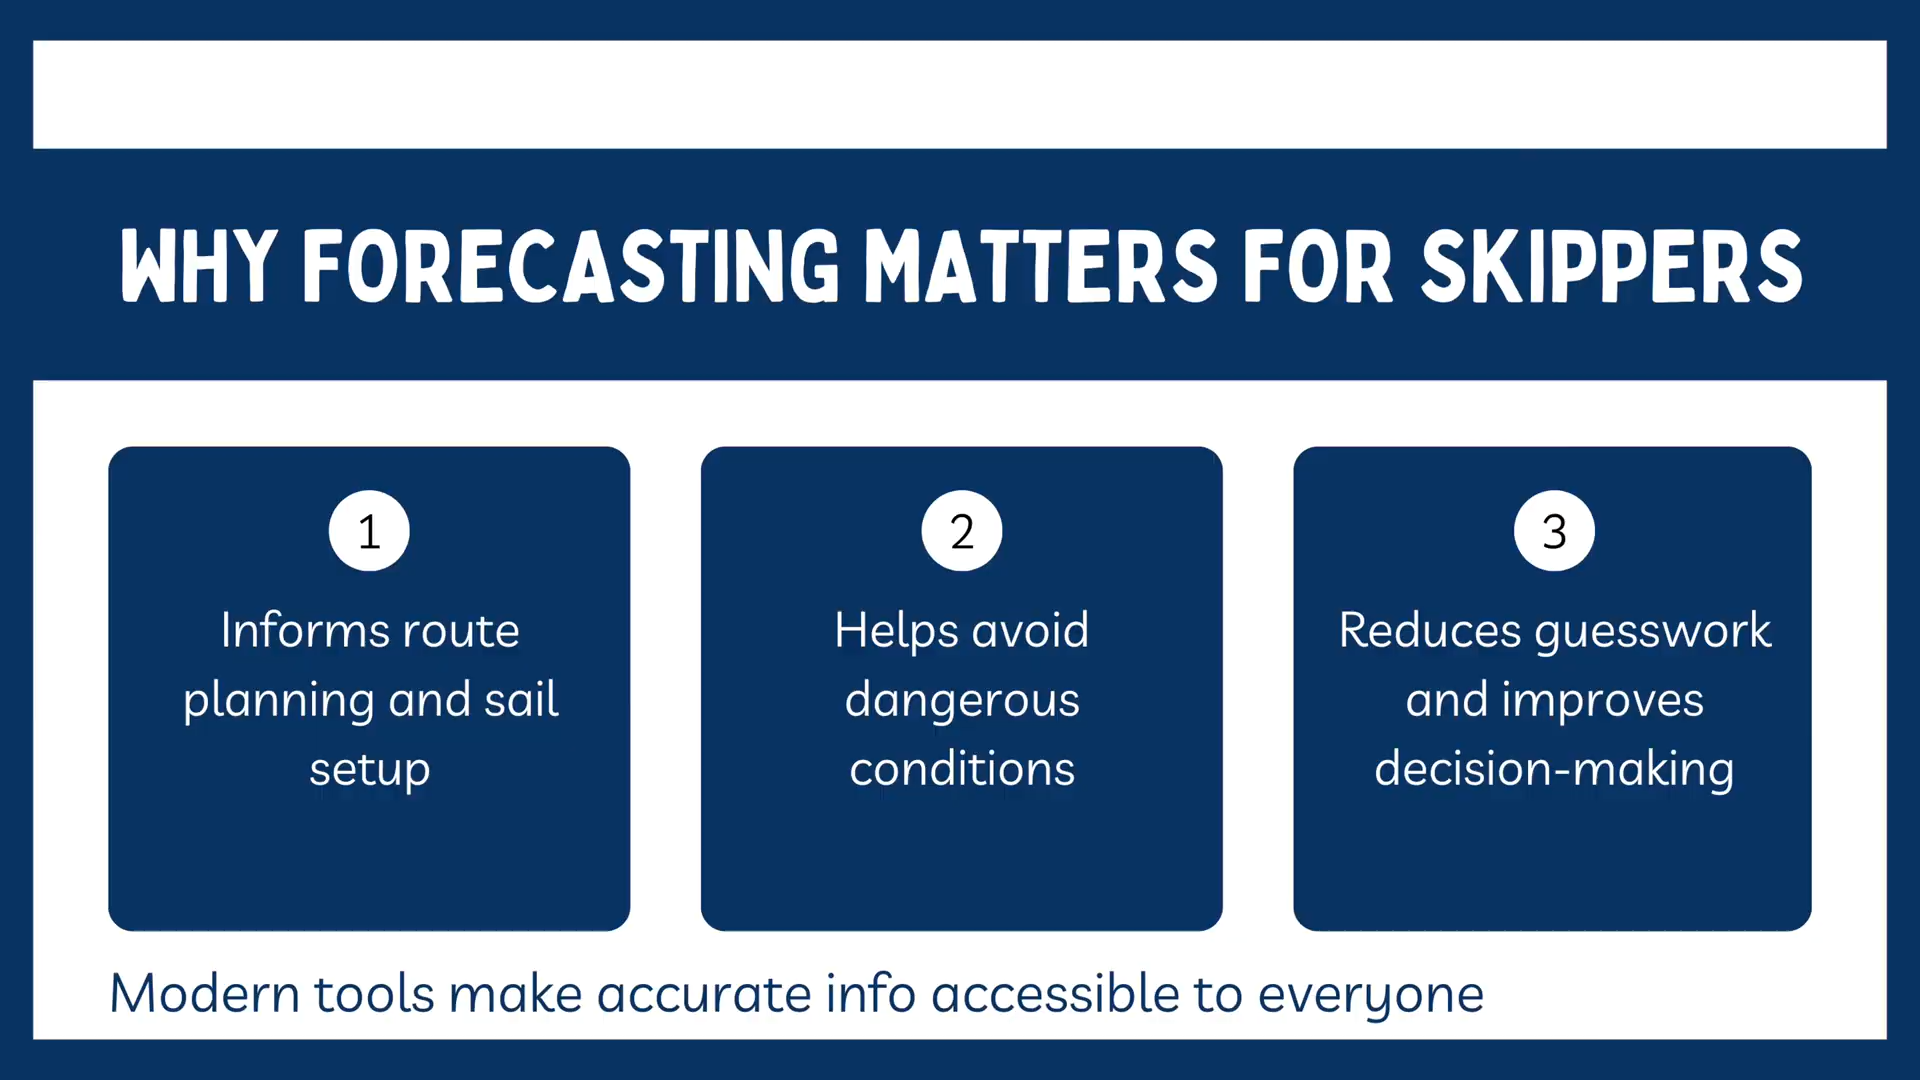 WHY FORECASTING MATTERS FOR SKIPPERS
1
Informs route
planning and sail
setup
2
Helps avoid
dangerous
conditions
3
Reduces guesswork
and improves
decision-making
Modern tools make accurate info accessible to everyone